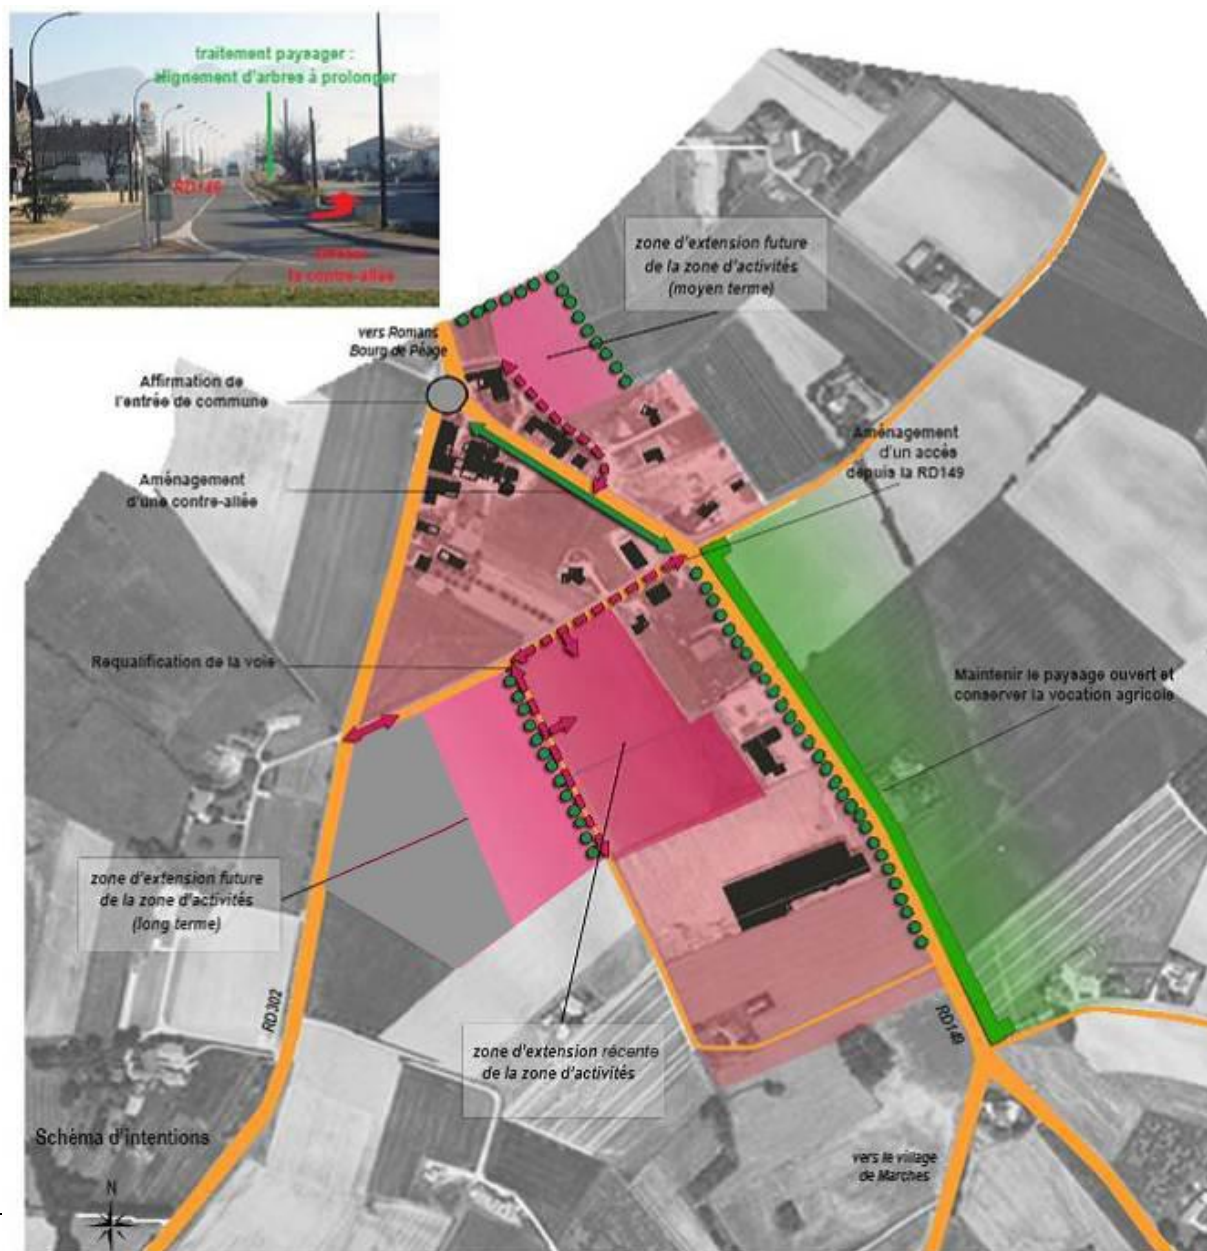 traitement paysager :
alignement d'arbres à prolonger
RD149
la contre-allée
zone d'extension future
de la zone d'activités
(moyen terme)
vers Romans
Bourg de Péage
Affirmation de
l'entrée de commune
Aménagement
d'un accès
depuis la RD149
Aménagement
d'une contre-allée
Requalification de la voie
Maintenir le paysage ouvert et
conserver la vocation agricole
zone d'extension future
de la zone d'activités
(long terme)
RD302
RD149
zone d'extension récente
de la zone d'activités
Schéma d'intentions
vers le village
de Marches
N